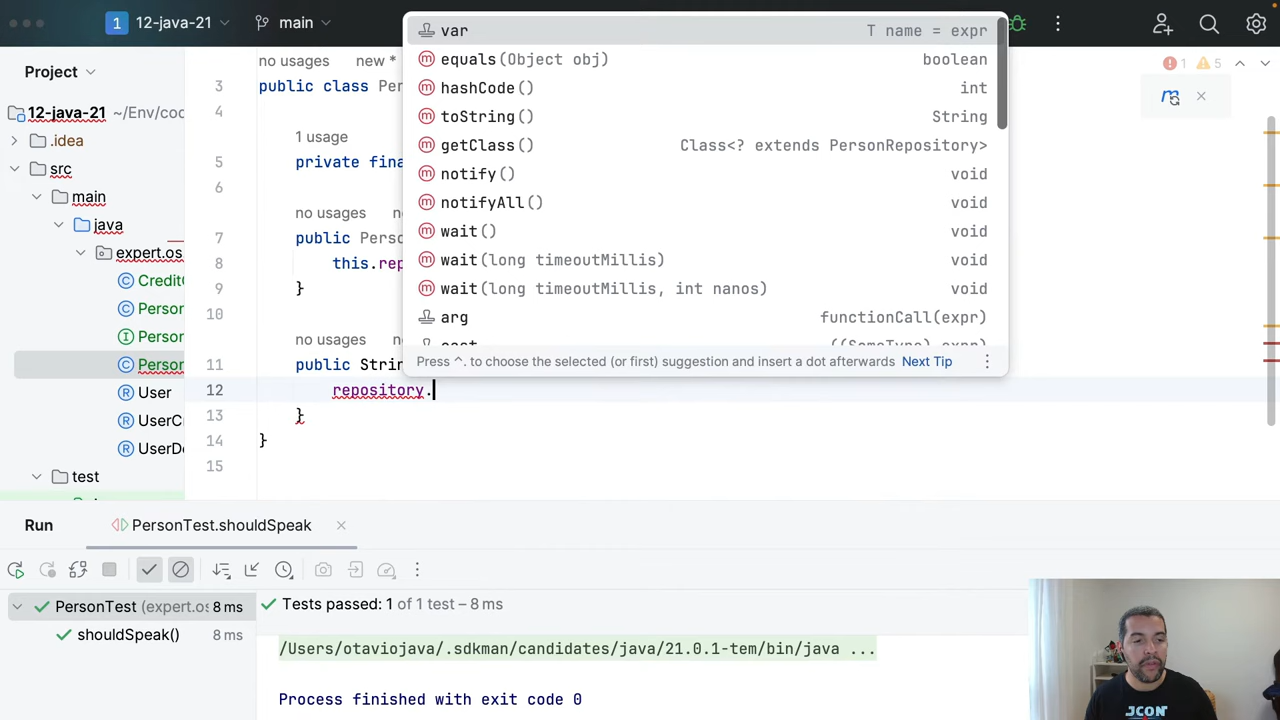 1 12-java-21 main
Project
12-java-21 ~/Env/coc
.idea
src
main
java
expert.os
Credit
Person
Person
Person
User
UserC
UserD
test
no usages new *
3 public class Pe
4
1 usage
5 private fina
6
no usages
7 public Perso
8 this.rep
9 }
10
no usages
11 public Strin
12 repository.
13 }
14 }
15
var T name = expr
equals(Object obj) boolean
hashCode() int
toString() String
getClass() Class<? extends PersonRepository>
notify() void
notifyAll() void
wait() void
wait(long timeoutMillis) void
wait(long timeoutMillis, int nanos) void
arg functionCall(expr)
Press ^. to choose the selected (or first) suggestion and insert a dot afterwards Next Tip
1 5
Run PersonTest.shouldSpeak
PersonTest (expert.os 8 ms
shouldSpeak() 8 ms
Tests passed: 1 of 1 test – 8 ms
/Users/otaviojava/.sdkman/candidates/java/21.0.1-tem/bin/java ...
Process finished with exit code 0
JCON